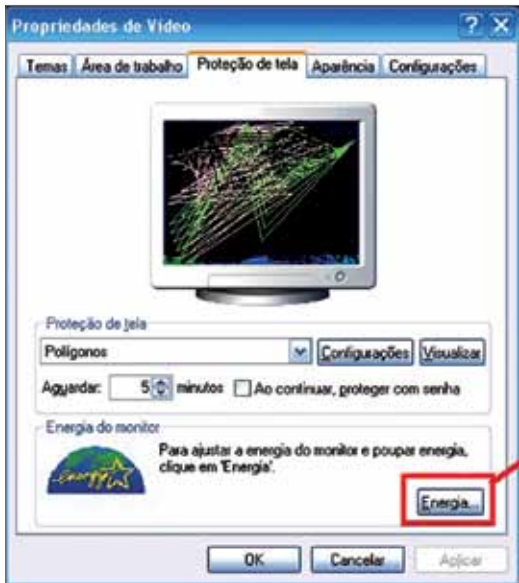 Propriedades de Vídeo
Temas Área de trabalho Proteção de tela Aparência Configurações
Proteção de tela
Polígonos Configurações Visualizar
Aguardar: 5 minutos Ao continuar, proteger com senha
Energia do monitor
Para ajustar a energia do monitor e poupar energia,
clique em 'Energia'.
energy
Energia...
OK Cancelar Aplicar